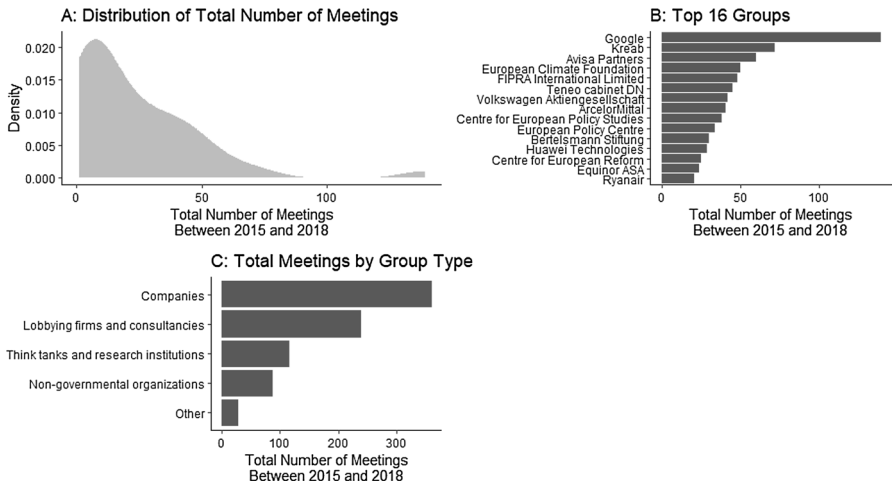 A: Distribution of Total Number of Meetings
0.020
0.015
0.010
0.005
0.000
Density
0
50
100
Total Number of Meetings
Between 2015 and 2018
B: Top 16 Groups
Google
Kreab
Avisa Partners
European Climate Foundation
FIPRA International Limited
Teneo cabinet DN
Volkswagen Aktiengesellschaft
ArcelorMittal
Centre for European Policy Studies
European Policy Centre
Bertelsmann Stiftung
Huawei Technologies
Centre for European Reform
Equinor ASA
Ryanair
0
50
100
Total Number of Meetings
Between 2015 and 2018
C: Total Meetings by Group Type
Companies
Lobbying firms and consultancies
Think tanks and research institutions
Non-governmental organizations
Other
0
100
200
300
Total Number of Meetings
Between 2015 and 2018